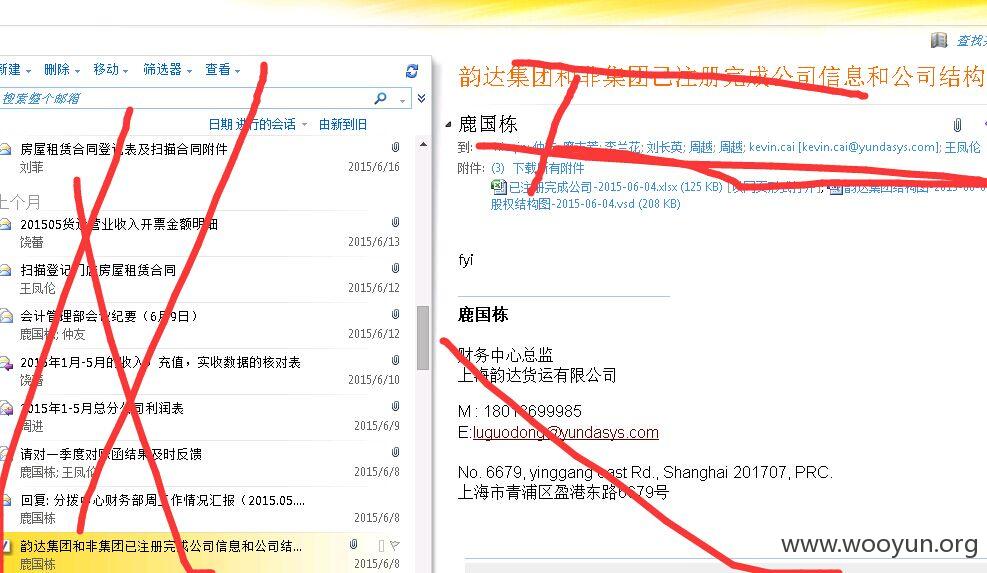 新建 删除 移动 筛选器 查看
搜索整个邮箱
日期 进行的会话 由新到旧
房屋租赁合同登记表及扫描合同附件
刘菲 2015/6/16
上个月
201505货运营业收入开票金额明细
饶蕾 2015/6/13
扫描登记门店房屋租赁合同
王凤伦 2015/6/12
会计管理部会议纪要（6月9日）
鹿国栋; 仲友 2015/6/12
2015年1月-5月的收入，充值，实收数据的核对表
饶蕾 2015/6/10
2015年1-5月总分公司利润表
周进 2015/6/9
请对一季度对账函结果及时反馈
鹿国栋; 王凤伦 2015/6/8
回复: 分拨中心财务部周工作情况汇报（2015.05....
鹿国栋 2015/6/8
韵达集团和非集团已注册完成公司信息和公司结...
鹿国栋 2015/6/8
查找
韵达集团和非集团已注册完成公司信息和公司结构
鹿国栋
到: 李兰花; 刘长英; 周越; 周越; kevin.cai [kevin.cai@yundasys.com]; 王凤伦
附件: (3) 下载所有附件
已注册完成公司-2015-06-04.xlsx (125 KB) [以网页形式打开]; 韵达集团结构图-2015-06-0
股权结构图-2015-06-04.vsd (208 KB)
fyi
鹿国栋
财务中心总监
上海韵达货运有限公司
M : 18018699985
E:luguodong@yundasys.com
No. 6679, yinggang east Rd., Shanghai 201707, PRC.
上海市青浦区盈港东路6679号
www.wooyun.org